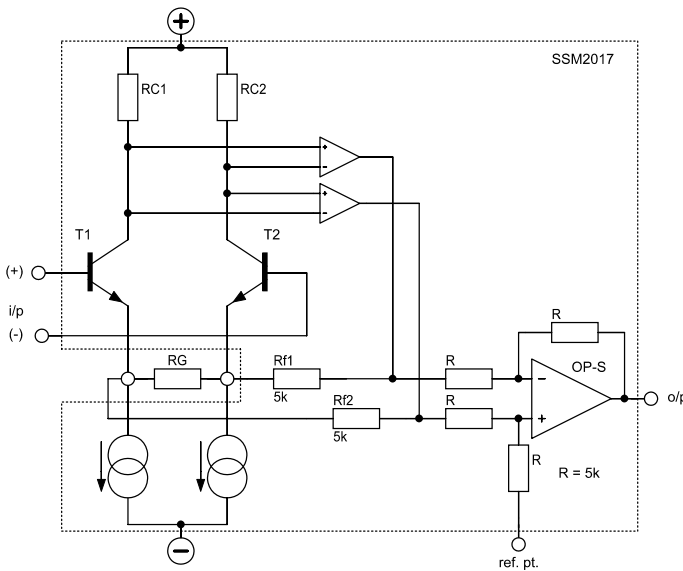 +
SSM2017
RC1
RC2
+
-
+
-
T1
T2
(+)
i/p
(-)
RG
Rf1
5k
Rf2
5k
R
R
R
OP-S
-
+
o/p
R
R = 5k
−
ref. pt.